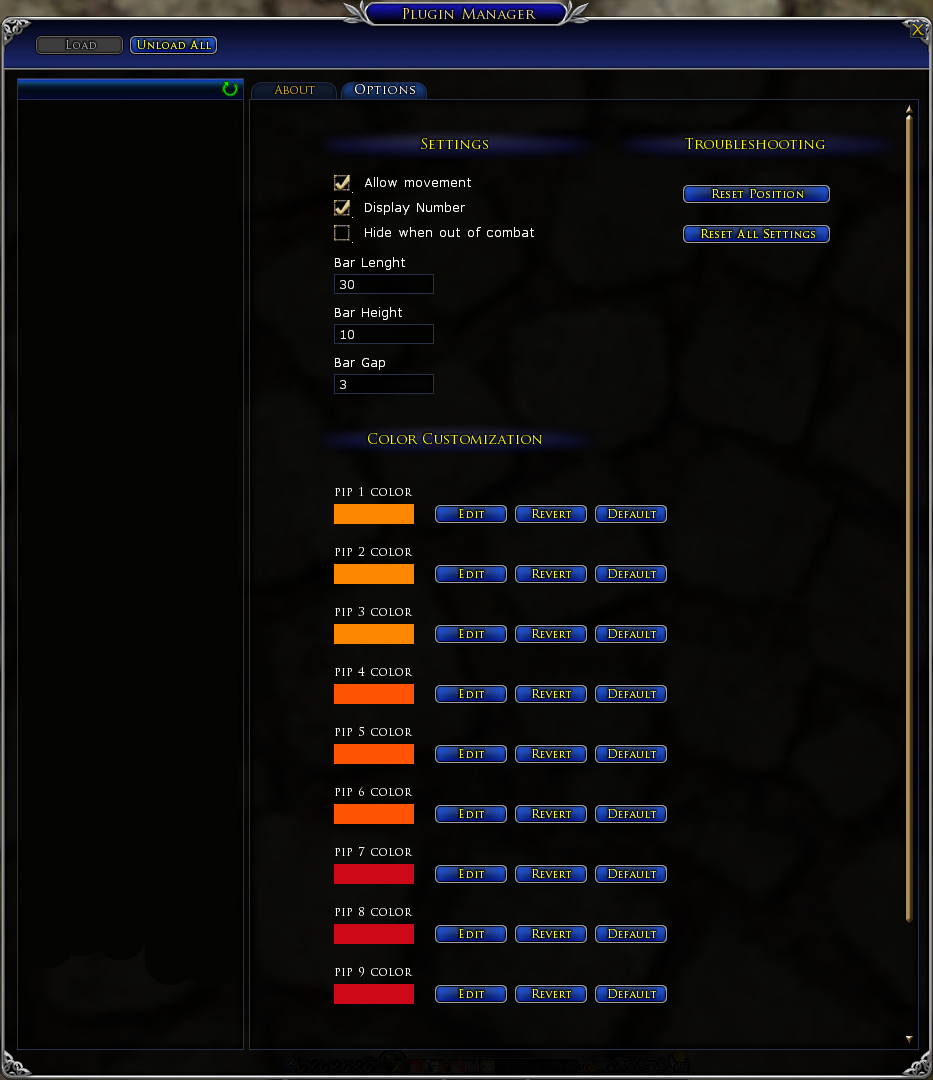 Plugin Manager
X
Load
Unload All
About
Options
Settings
Troubleshooting
Allow movement
Reset Position
Display Number
Hide when out of combat
Reset All Settings
Bar Lenght
30
Bar Height
10
Bar Gap
3
Color Customization
PIP 1 COLOR
Edit Revert Default
PIP 2 COLOR
Edit Revert Default
PIP 3 COLOR
Edit Revert Default
PIP 4 COLOR
Edit Revert Default
PIP 5 COLOR
Edit Revert Default
PIP 6 COLOR
Edit Revert Default
PIP 7 COLOR
Edit Revert Default
PIP 8 COLOR
Edit Revert Default
PIP 9 COLOR
Edit Revert Default